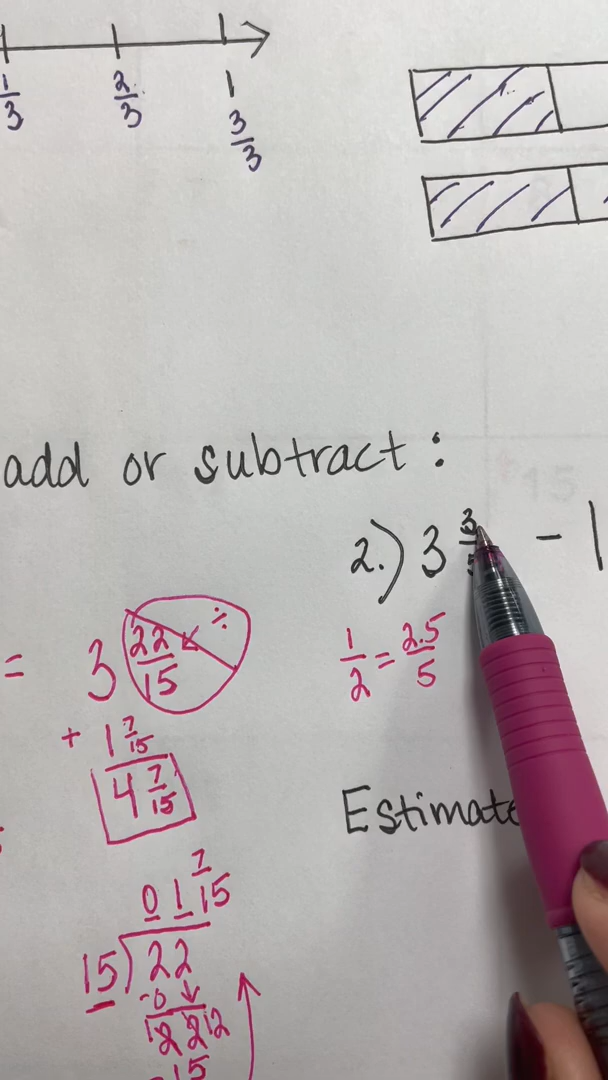 1/3 2/3 1
3/3
add or subtract :
2.) 3 3/5 - 1
= 3 22/15 ÷
1/2 = 2.5/5
+ 1 7/15
4 7/15
Estimate
0 1 7/15
15)22
-0
12 212
-15